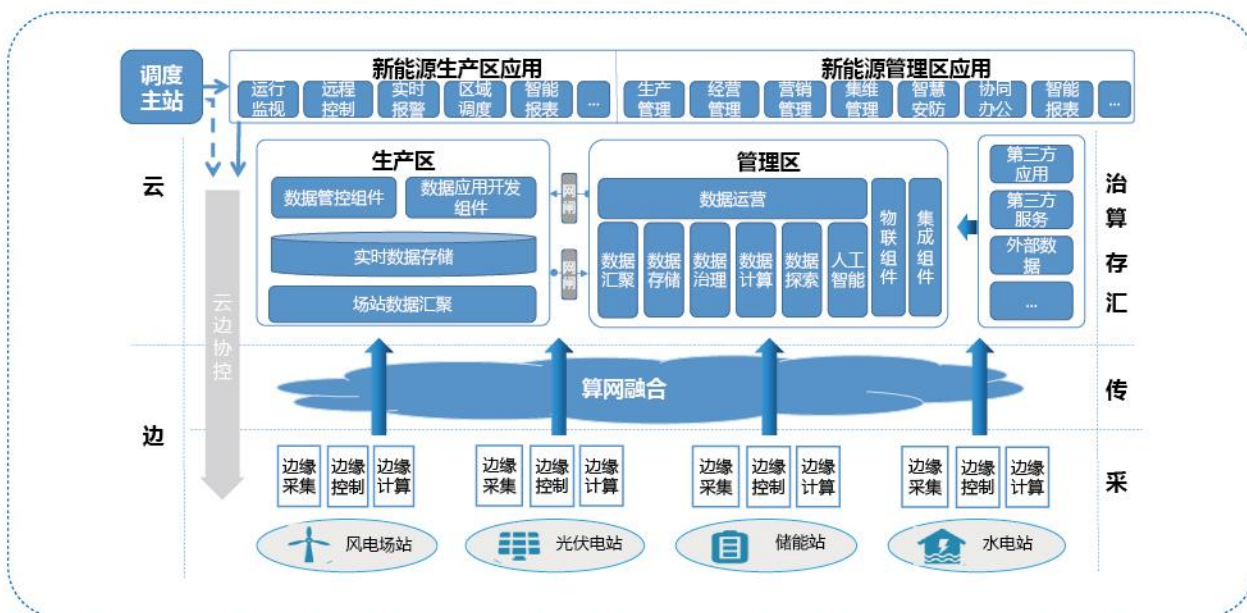 调度
主站
新能源生产区应用
运行
监视
远程
控制
实时
报警
区域
调度
智能
报表
...
新能源管理区应用
生产
管理
经营
管理
营销
管理
集维
管理
智慧
安防
协同
办公
智能
报表
...
云
生产区
数据管控组件
数据应用开发
组件
实时数据存储
场站数据汇聚
网闸
网闸
管理区
数据运营
数据
汇聚
数据
存储
数据
治理
数据
计算
数据
探索
人工
智能
物联组件
集成组件
第三方
应用
第三方
服务
外部数
据
...
治
算
存
汇
云边协控
边
算网融合
传
边缘
采集
边缘
控制
边缘
计算
边缘
采集
边缘
控制
边缘
计算
边缘
采集
边缘
控制
边缘
计算
边缘
采集
边缘
控制
边缘
计算
采
风电场站
光伏电站
储能站
水电站